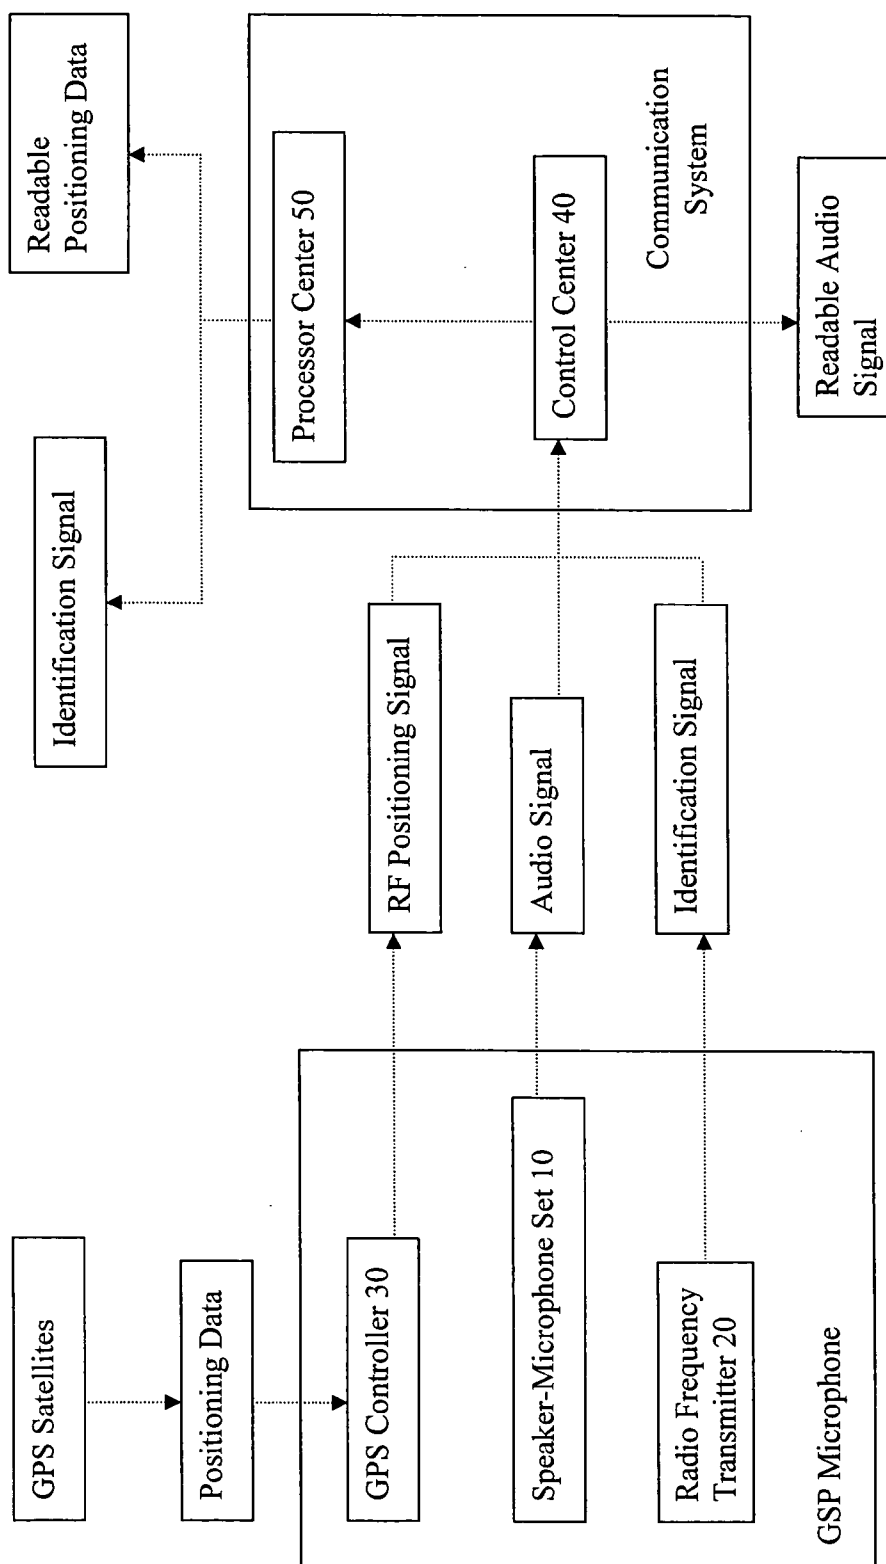 GPS Satellites
Positioning Data
GPS Controller 30
Speaker-Microphone Set 10
Radio Frequency
Transmitter 20
GSP Microphone
RF Positioning Signal
Audio Signal
Identification Signal
Identification Signal
Readable
Positioning Data
Processor Center 50
Control Center 40
Communication
System
Readable Audio
Signal